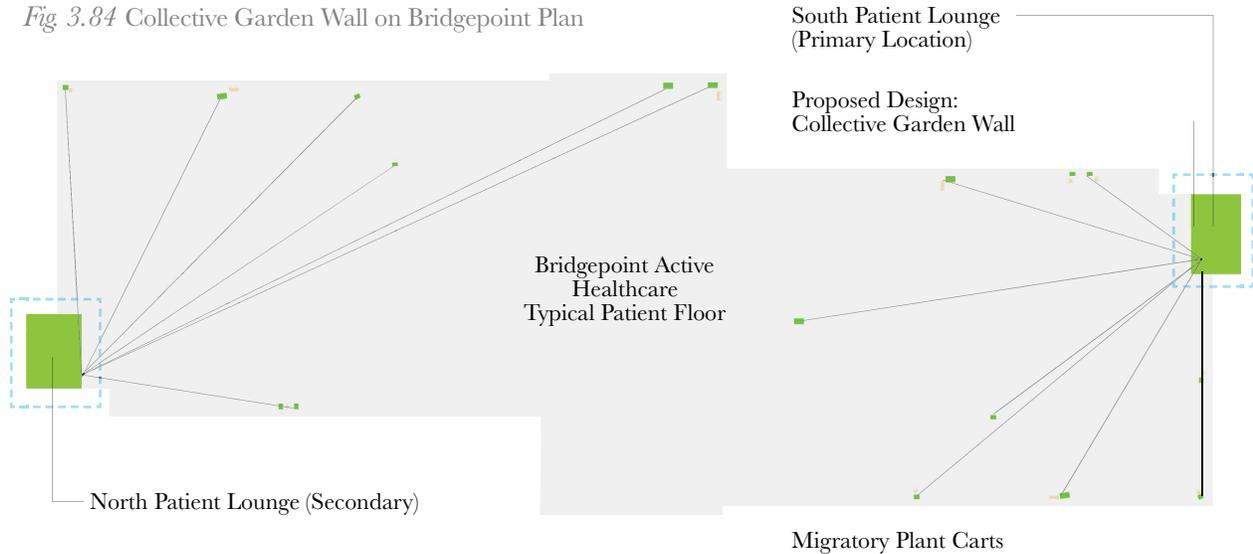 Fig. 3.84 Collective Garden Wall on Bridgepoint Plan
South Patient Lounge
(Primary Location)
Proposed Design:
Collective Garden Wall
Bridgepoint Active
Healthcare
Typical Patient Floor
North Patient Lounge (Secondary)
Migratory Plant Carts